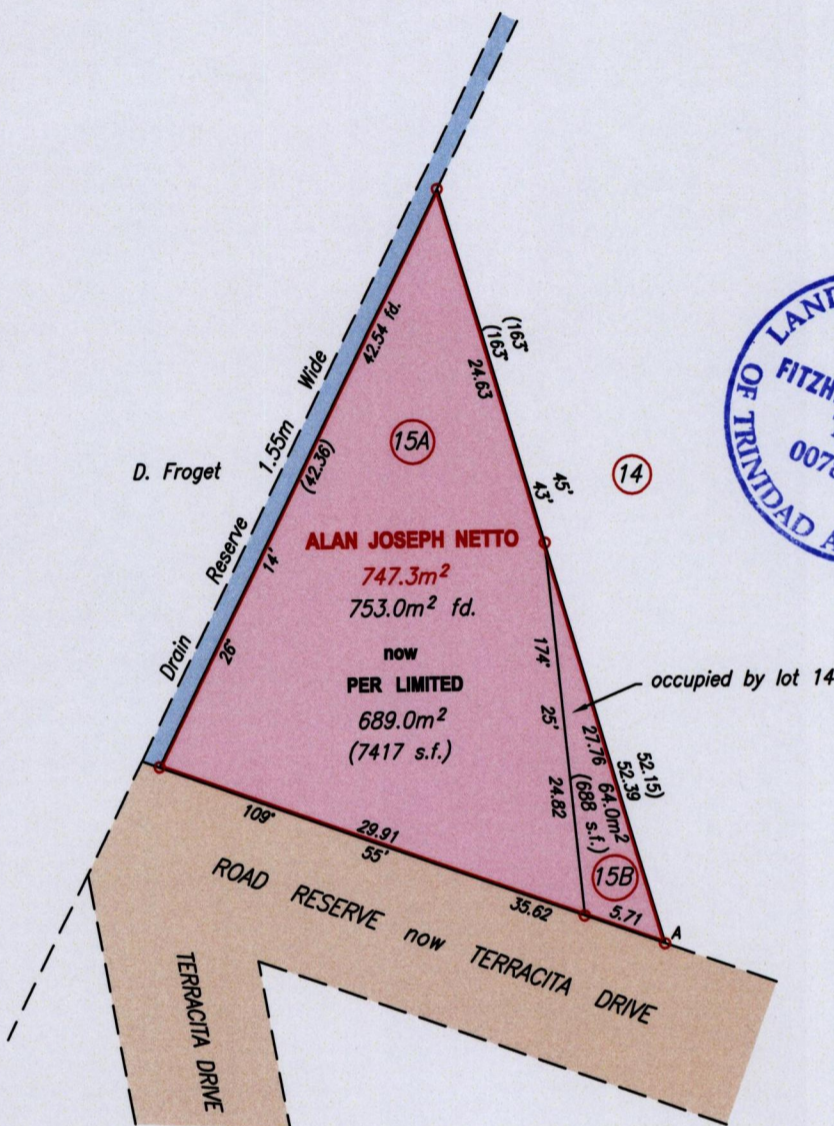 Drain Reserve 1.55m Wide
D. Froget
42.54 fd.
(42.36)
14'
26°
(163°
(163°
24.63
45'
43'
15A
14
ALAN JOSEPH NETTO
747.3m²
753.0m² fd.
now
PER LIMITED
689.0m²
(7417 s.f.)
174°
25'
24.82
occupied by lot 14
52.15)
52.39
27.76
64.0m²
(688 s.f.)
15B
5.71
A
109°
29.91
55'
35.62
ROAD RESERVE now TERRACITA DRIVE
TERRACITA DRIVE
LAND
FITZH
OF TRINIDAD A